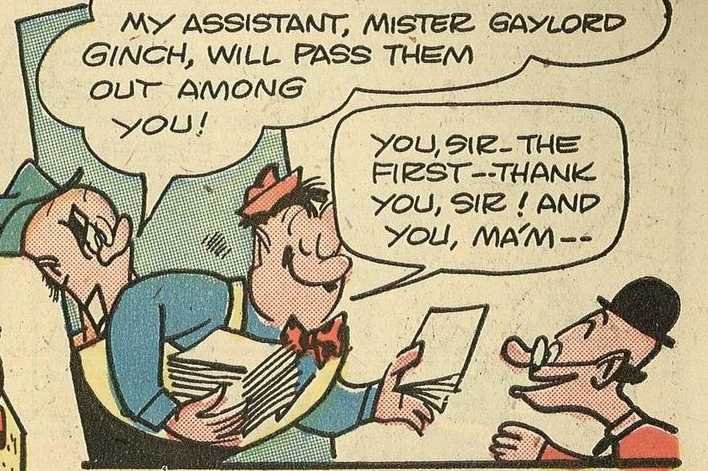 MY ASSISTANT, MISTER GAYLORD
GINCH, WILL PASS THEM
OUT AMONG
YOU!
YOU, SIR- THE
FIRST--THANK
YOU, SIR! AND
YOU, MA'M--